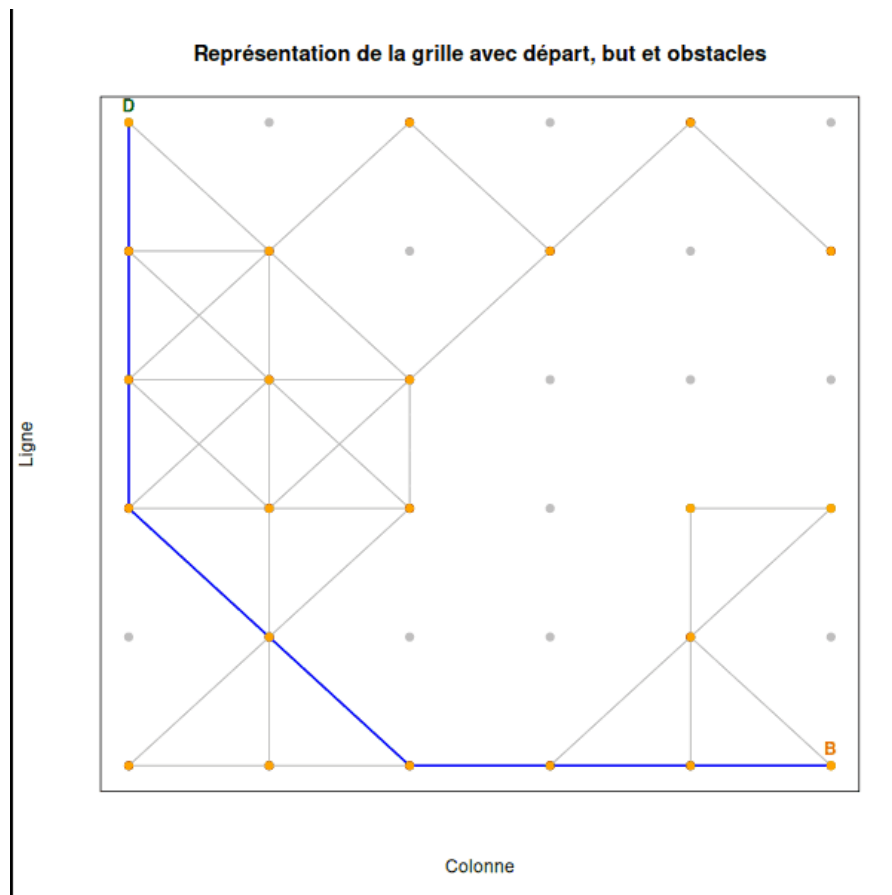 Représentation de la grille avec départ, but et obstacles
D
Ligne
B
Colonne